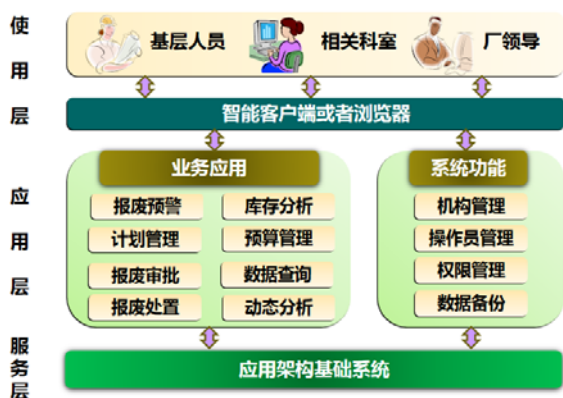 使用层
基层人员
相关科室
厂领导
智能客户端或者浏览器
应用层
业务应用
系统功能
报废预警
库存分析
机构管理
计划管理
预算管理
操作员管理
报废审批
数据查询
权限管理
报废处置
动态分析
数据备份
服务层
应用架构基础系统